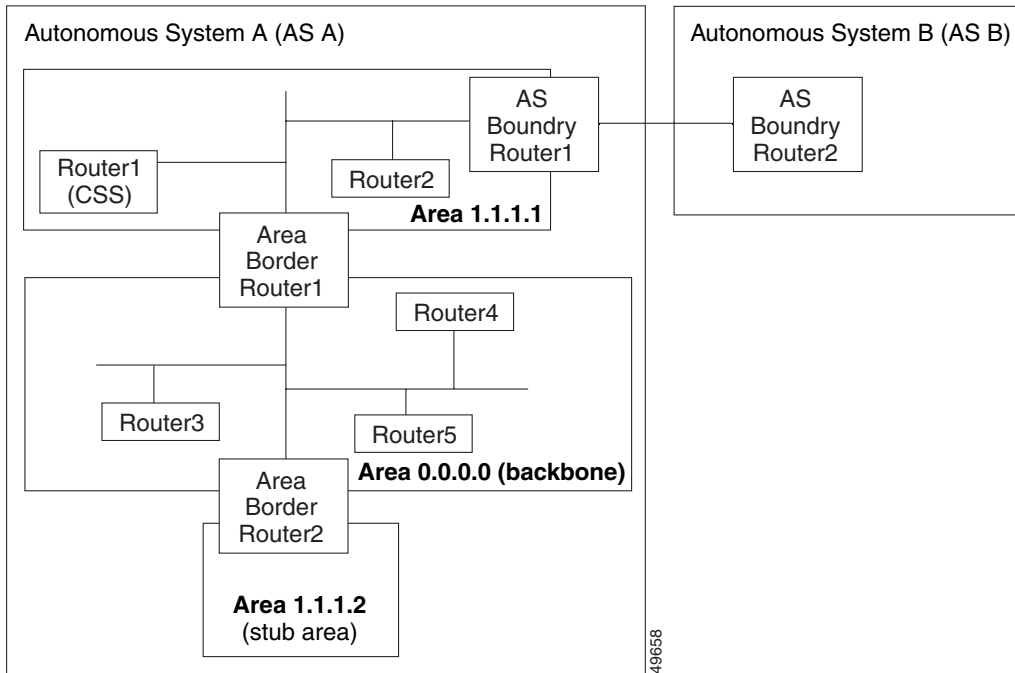 Autonomous System A (AS A)
Autonomous System B (AS B)
AS
Boundry
Router1
AS
Boundry
Router2
Router1
(CSS)
Router2
Area 1.1.1.1
Area
Border
Router1
Router4
Router3
Router5
Area 0.0.0.0 (backbone)
Area
Border
Router2
Area 1.1.1.2
(stub area)
49658